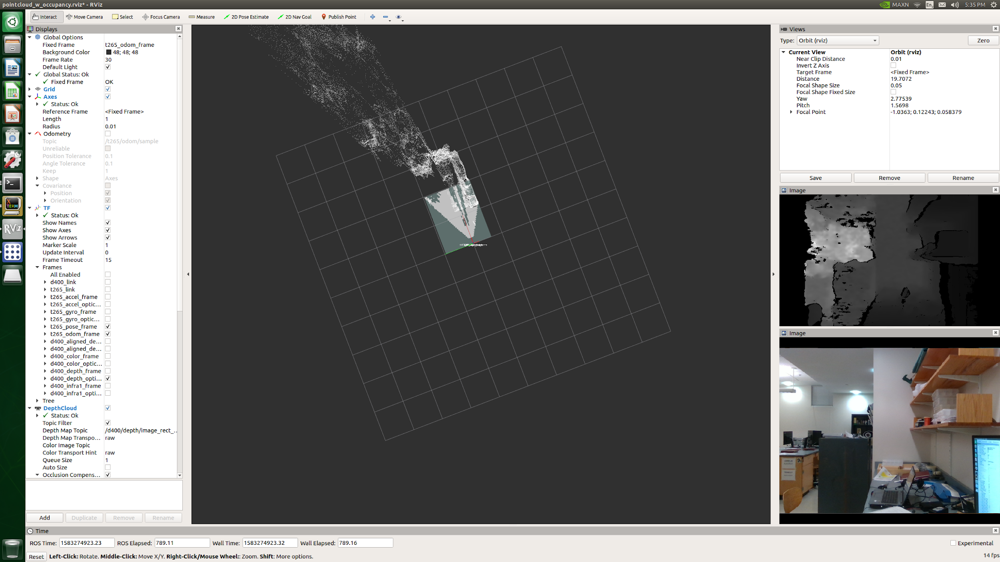 pointcloud_w_occupancy.rviz* - RViz
MAXN
En2
5:35 PM
Interact Move Camera Select Focus Camera Measure 2D Pose Estimate 2D Nav Goal Publish Point
Displays
Global Options
Fixed Frame t265_odom_frame
Background Color 48; 48; 48
Frame Rate 30
Default Light
Global Status: Ok
Fixed Frame OK
Grid
Axes
Status: Ok
Reference Frame <Fixed Frame>
Length 1
Radius 0.01
Odometry
Topic /t265/odom/sample
Unreliable
Position Tolerance 0.1
Angle Tolerance 0.1
Keep 1
Shape Axes
Covariance
Position
Orientation
TF
Status: Ok
Show Names
Show Axes
Show Arrows
Marker Scale 1
Update Interval 0
Frame Timeout 15
Frames
All Enabled
d400_link
t265_link
t265_accel_frame
t265_accel_optic...
t265_gyro_frame
t265_gyro_optic...
t265_pose_frame
t265_odom_frame
d400_aligned_de...
d400_aligned_de...
d400_color_frame
d400_color_optic...
d400_depth_frame
d400_depth_opti...
d400_infra1_frame
d400_infra1_opti...
Tree
DepthCloud
Status: Ok
Topic Filter
Depth Map Topic /d400/depth/image_rect_...
Depth Map Transpo... raw
Color Image Topic
Color Transport Hint raw
Queue Size 1
Auto Size
Occlusion Compens...
Add Duplicate Remove Rename
XTERM
RViz
Views
Type: Orbit (rviz) Zero
Current View Orbit (rviz)
Near Clip Distance 0.01
Invert Z Axis
Target Frame <Fixed Frame>
Distance 19.7072
Focal Shape Size 0.05
Focal Shape Fixed Size
Yaw 2.77539
Pitch 1.5698
Focal Point -1.0363; 0.12243; 0.058379
Save Remove Rename
Image
Image
Time
ROS Time: 1583274923.23 ROS Elapsed: 789.11 Wall Time: 1583274923.32 Wall Elapsed: 789.16 Experimental
Reset Left-Click: Rotate. Middle-Click: Move X/Y. Right-Click/Mouse Wheel:: Zoom. Shift: More options. 14 fps